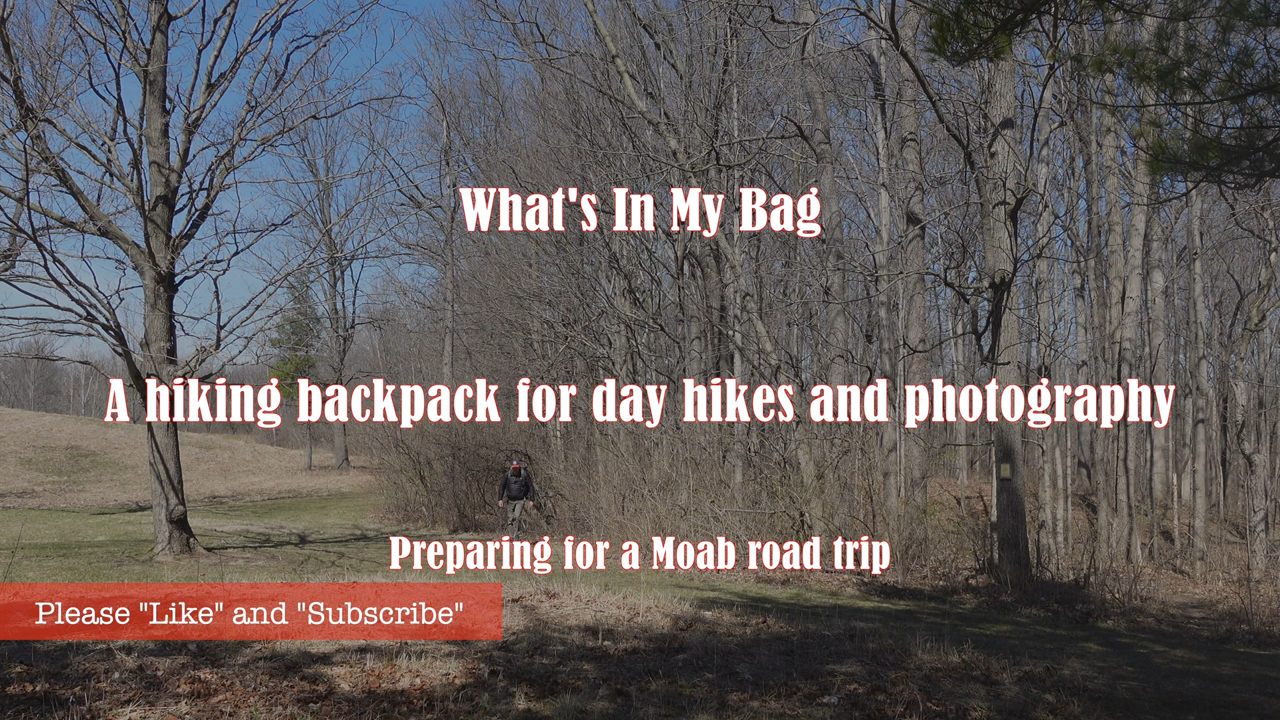 What's In My Bag
A hiking backpack for day hikes and photography
Preparing for a Moab road trip
Please "Like" and "Subscribe"